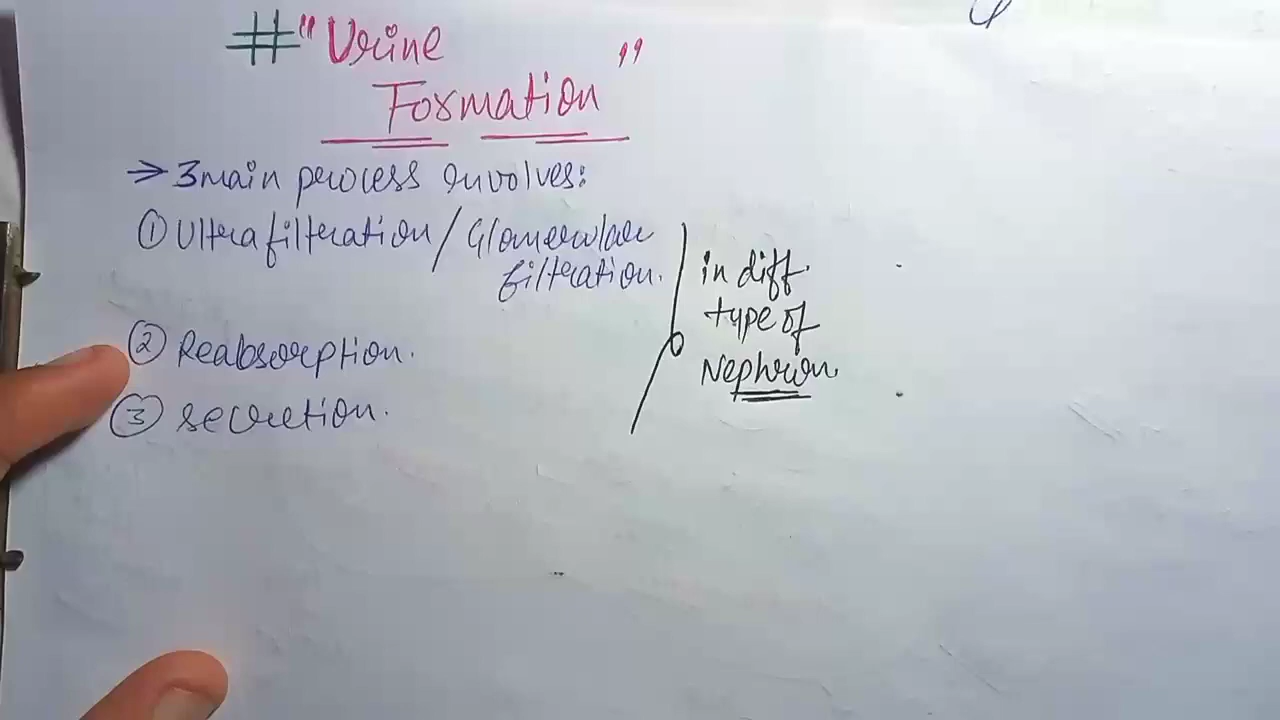 # "Urine
Formation"
→ 3 main process involves:
① Ultrafilteration / Glomerular
filteration.
② Reabsorption.
③ secretion.
in diff.
type of
Nephron.